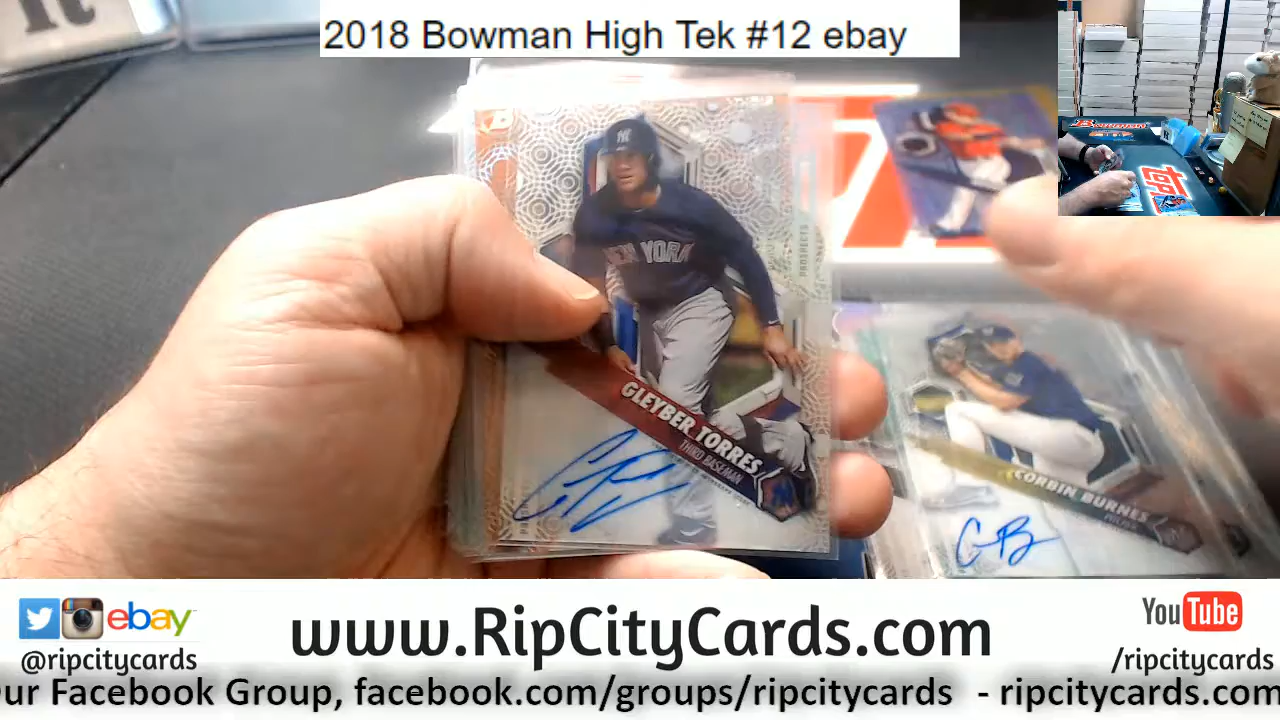 2018 Bowman High Tek #12 ebay
NEW YORK
PROSPECTS
GLEYBER TORRES
THIRD BASEMAN
CORBIN BURNES
PITCHER
ebay
www.RipCityCards.com
YouTube
@ripcitycards
/ripcitycards
ur Facebook Group, facebook.com/groups/ripcitycards - ripcitycards.com